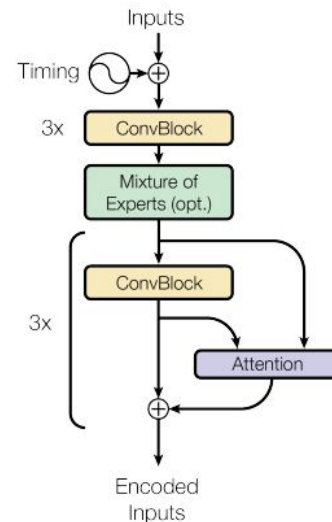 Inputs
Timing
3x
ConvBlock
Mixture of
Experts (opt.)
ConvBlock
3x
Attention
Encoded
Inputs